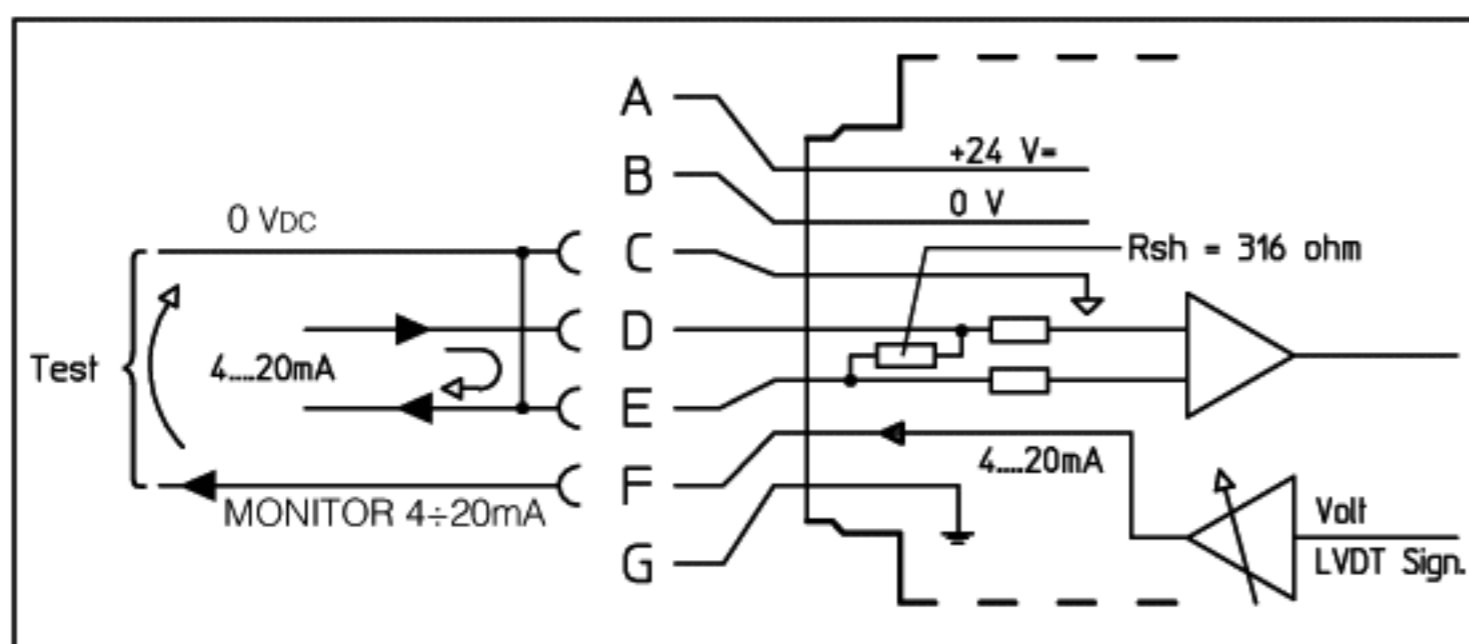 A
+24 V=
B
0 V
0 VDC
C
Rsh = 316 ohm
D
Test
4....20mA
E
F
4....20mA
MONITOR 4÷20mA
Volt
G
LVDT Sign.